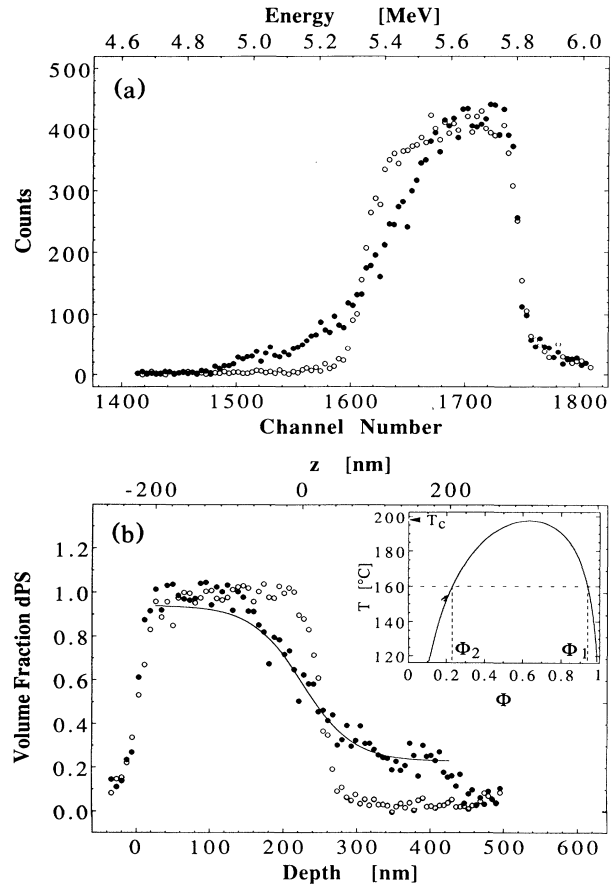 Energy [MeV]
4.6 4.8 5.0 5.2 5.4 5.6 5.8 6.0
(a)
500
400
300
200
100
0
Counts
1400 1500 1600 1700 1800
Channel Number
z [nm]
-200 0 200
(b)
1.2
1.0
0.8
0.6
0.4
0.2
0.0
Volume Fraction dPS
0 100 200 300 400 500 600
Depth [nm]
200
180
160
140
120
T [°C]
Tc
Φ2 Φ1
0 0.2 0.4 0.6 0.8 1
Φ